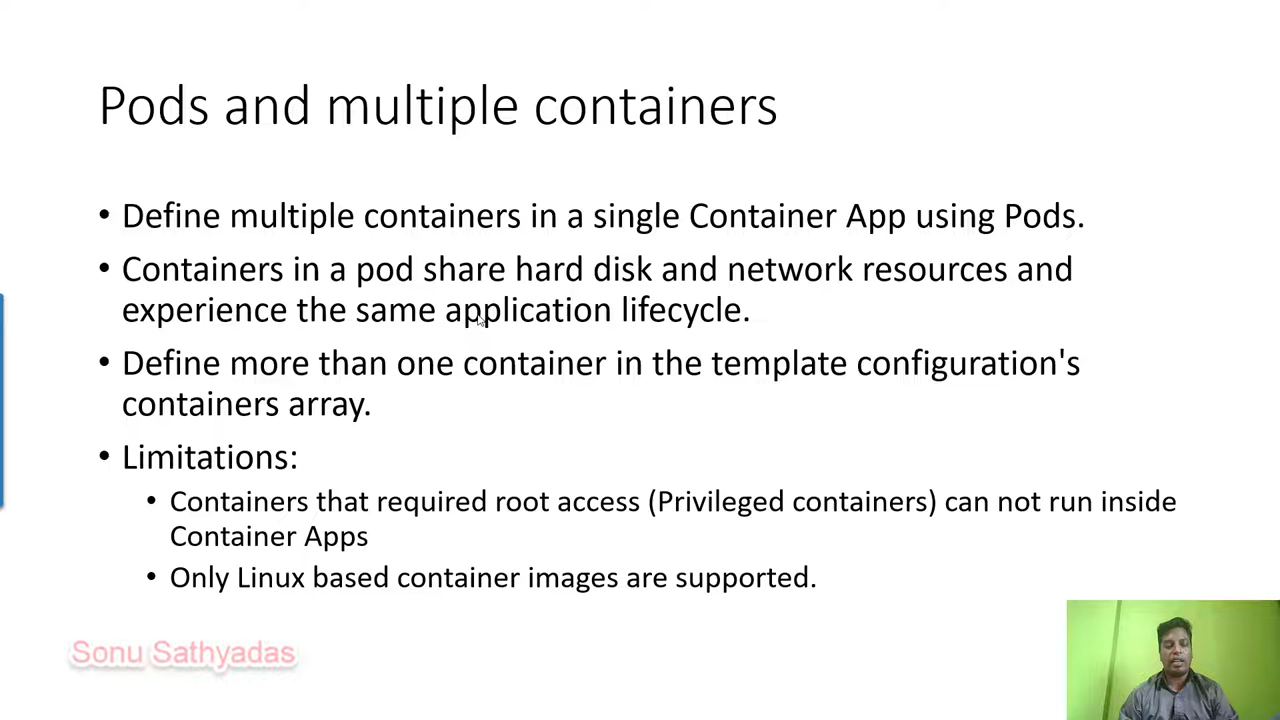 Pods and multiple containers
• Define multiple containers in a single Container App using Pods.
• Containers in a pod share hard disk and network resources and
experience the same application lifecycle.
• Define more than one container in the template configuration's
containers array.
• Limitations:
• Containers that required root access (Privileged containers) can not run inside
Container Apps
• Only Linux based container images are supported.
Sonu Sathyadas